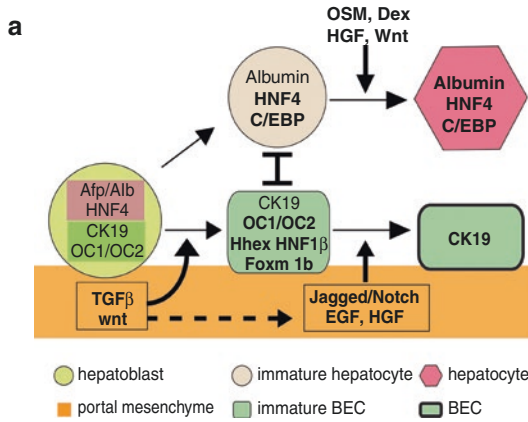 a
OSM, Dex
HGF, Wnt
Albumin
HNF4
C/EBP
Albumin
HNF4
C/EBP
Afp/Alb
HNF4
CK19
OC1/OC2
CK19
OC1/OC2
Hhex HNF1β
Foxm 1b
CK19
TGFβ
wnt
Jagged/Notch
EGF, HGF
hepatoblast
immature hepatocyte
hepatocyte
portal mesenchyme
immature BEC
BEC